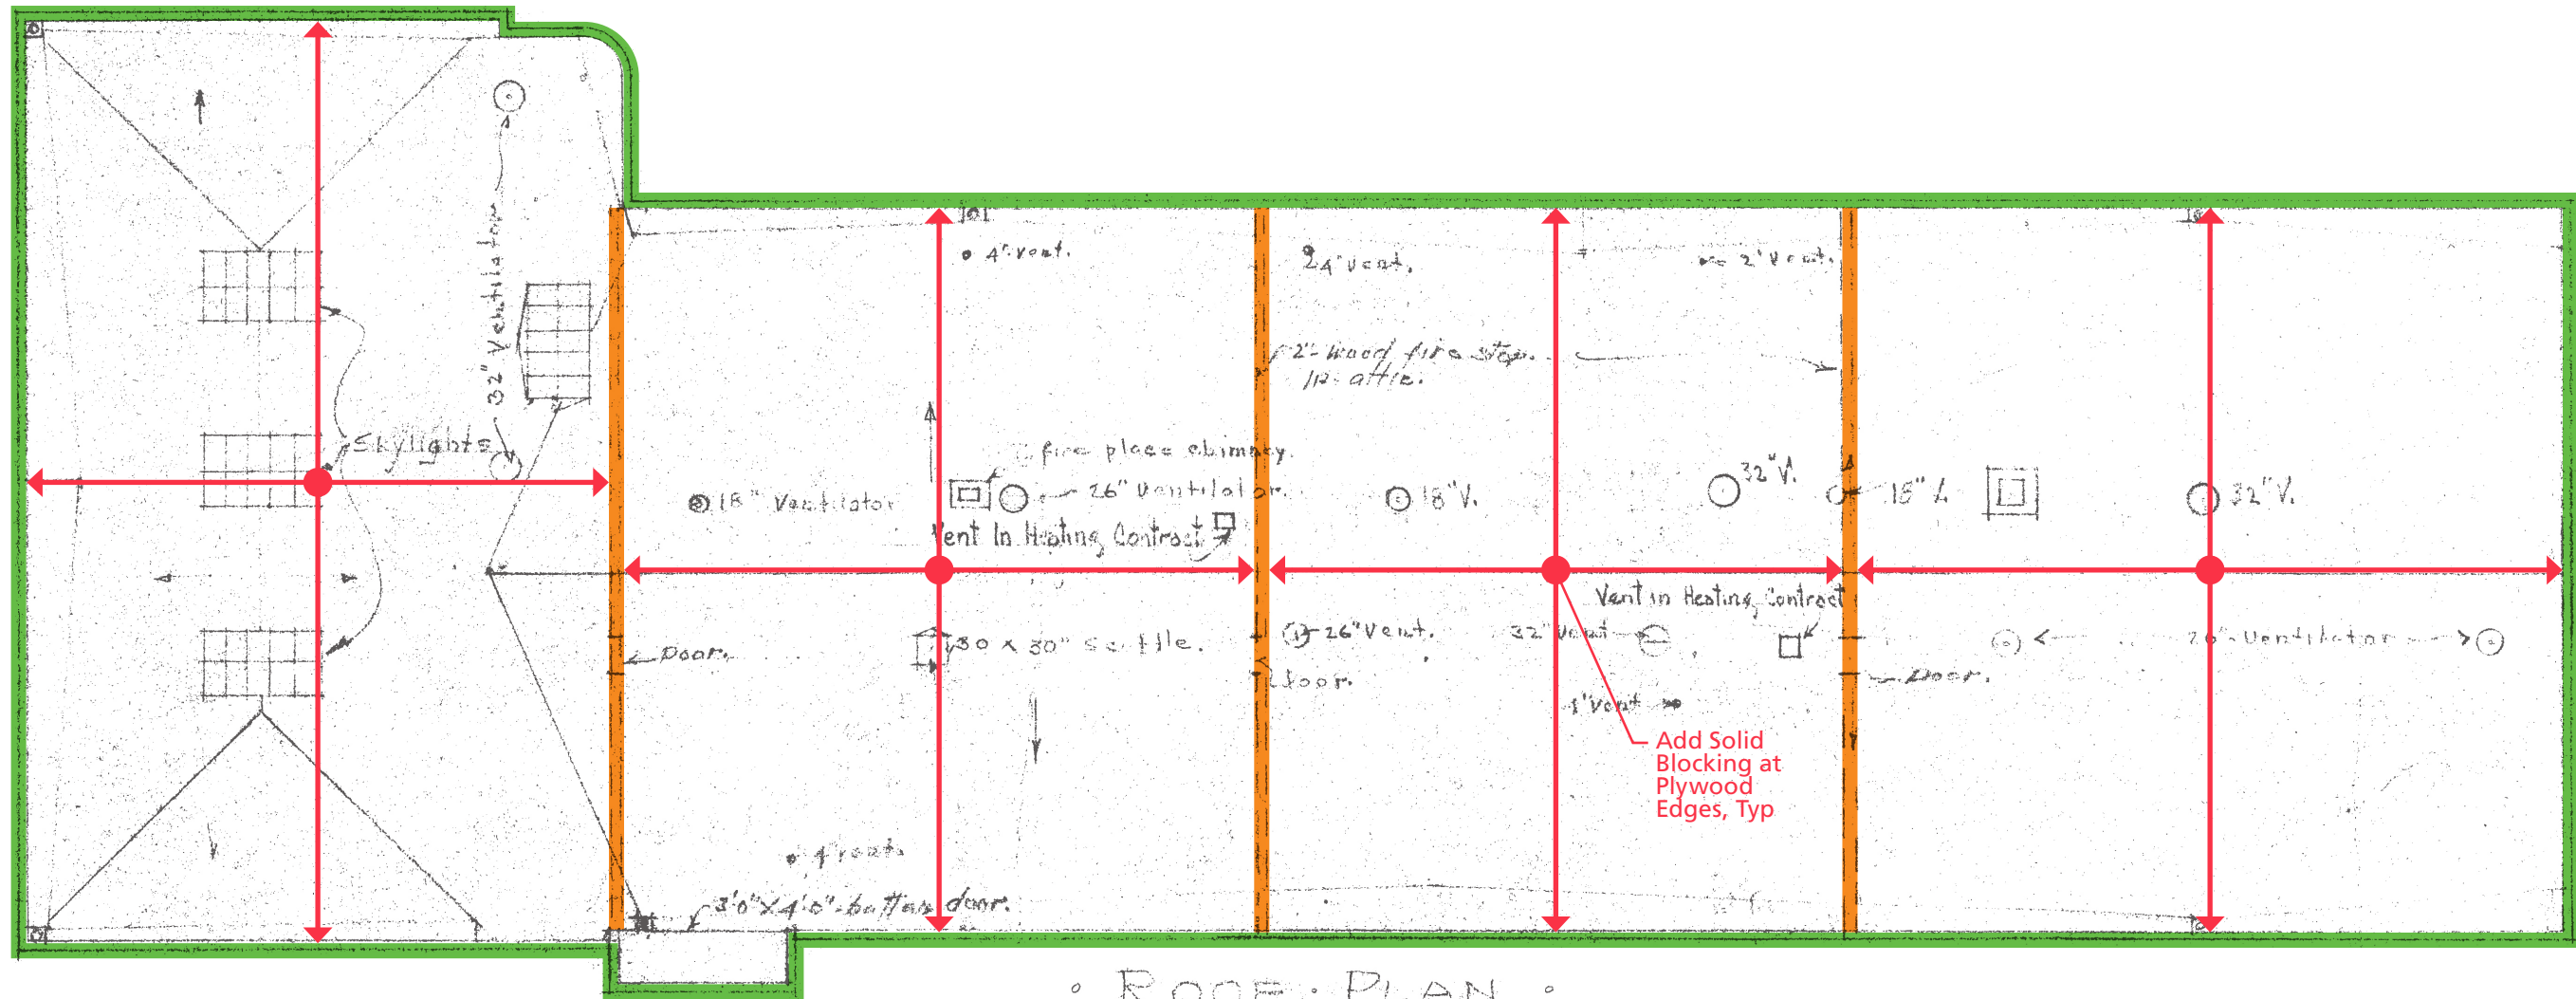 32" Ventilator
4" vent.
24" vent.
2" vent.
2"- wood fire stop.
in attic.
Skylights
fire place chimney.
18" Ventilator
26" ventilator.
Vent In Heating Contract
18" V.
32" V.
18" V.
32" V.
Vent in Heating Contract
30 x 30" Scuttle.
26" Vent.
32" Vent
26" Ventilator
Door.
Door.
Door.
Vent
Add Solid
Blocking at
Plywood
Edges, Typ
4" vent.
3'0" X 4'-0" - batten door.
· ROOF · PLAN ·